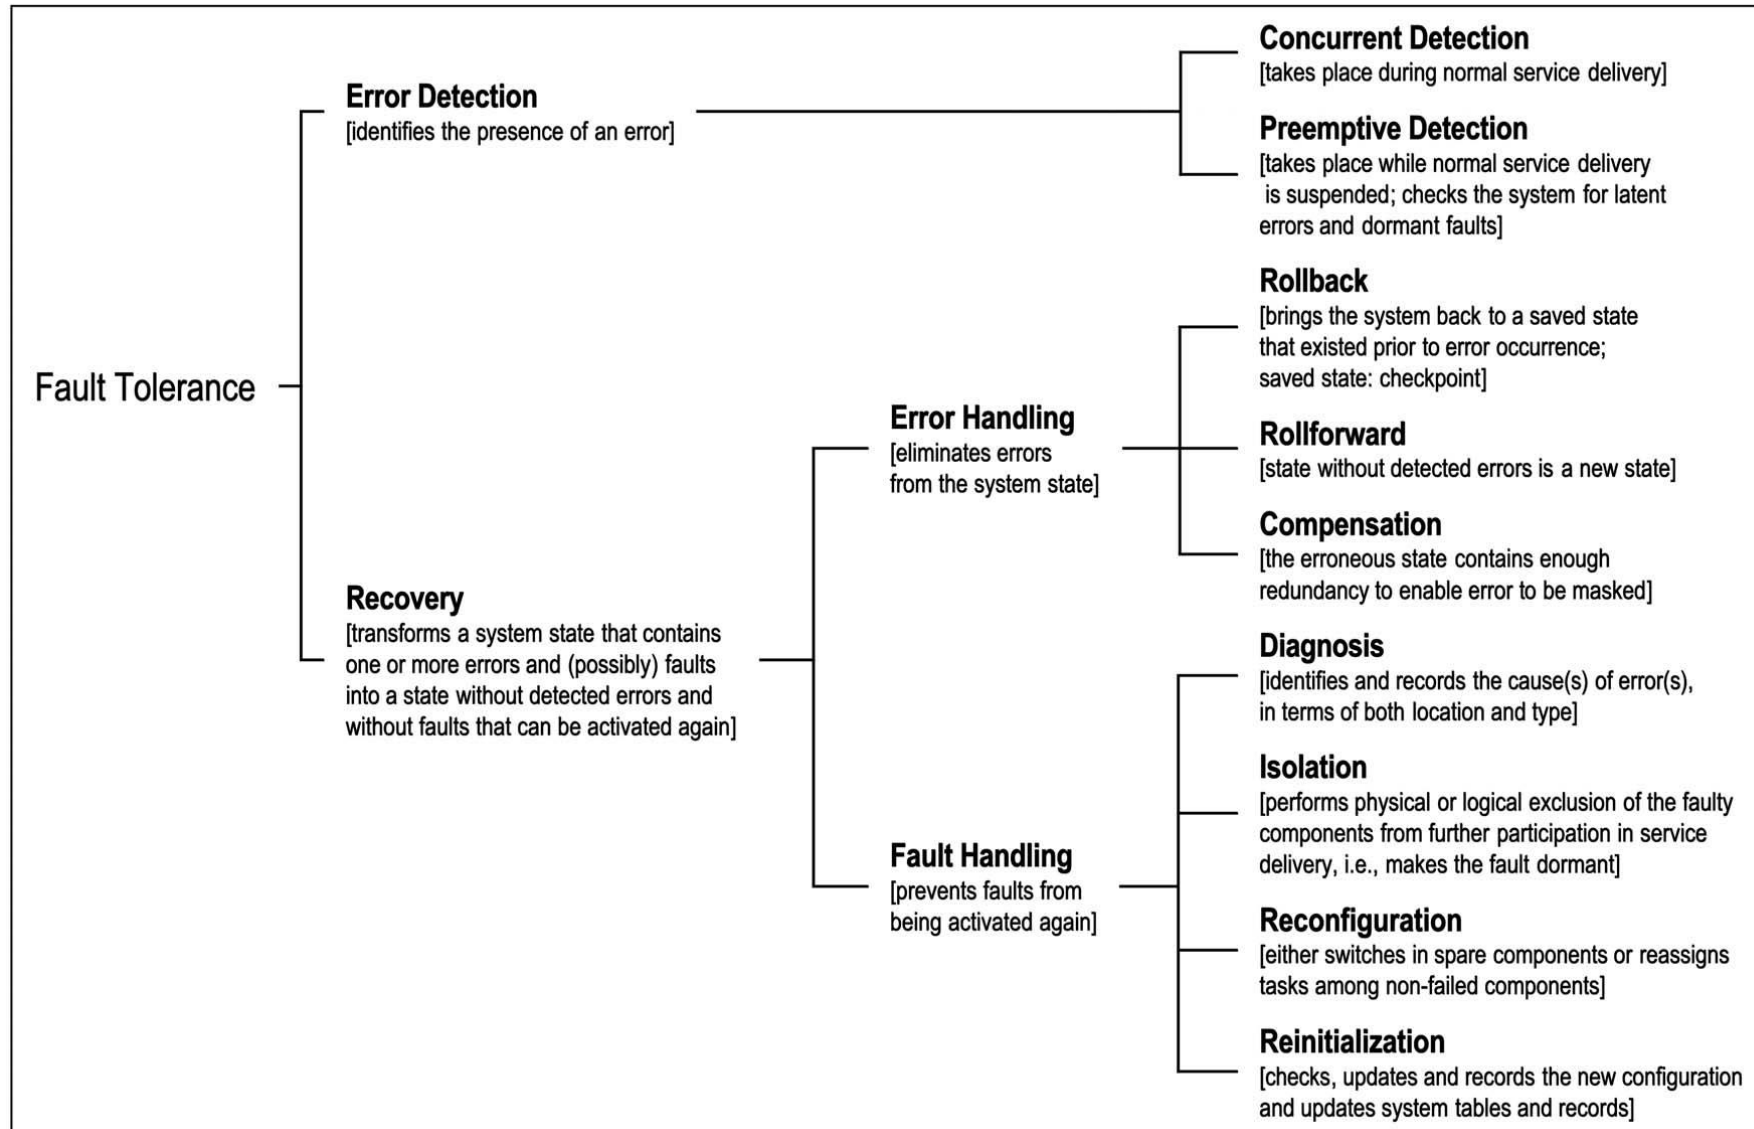 Concurrent Detection
[takes place during normal service delivery]
Error Detection
[identifies the presence of an error]
Preemptive Detection
[takes place while normal service delivery
is suspended; checks the system for latent
errors and dormant faults]
Rollback
[brings the system back to a saved state
that existed prior to error occurrence;
saved state: checkpoint]
Fault Tolerance
Error Handling
[eliminates errors
from the system state]
Rollforward
[state without detected errors is a new state]
Compensation
[the erroneous state contains enough
redundancy to enable error to be masked]
Recovery
[transforms a system state that contains
one or more errors and (possibly) faults
into a state without detected errors and
without faults that can be activated again]
Diagnosis
[identifies and records the cause(s) of error(s),
in terms of both location and type]
Isolation
[performs physical or logical exclusion of the faulty
components from further participation in service
delivery, i.e., makes the fault dormant]
Fault Handling
[prevents faults from
being activated again]
Reconfiguration
[either switches in spare components or reassigns
tasks among non-failed components]
Reinitialization
[checks, updates and records the new configuration
and updates system tables and records]